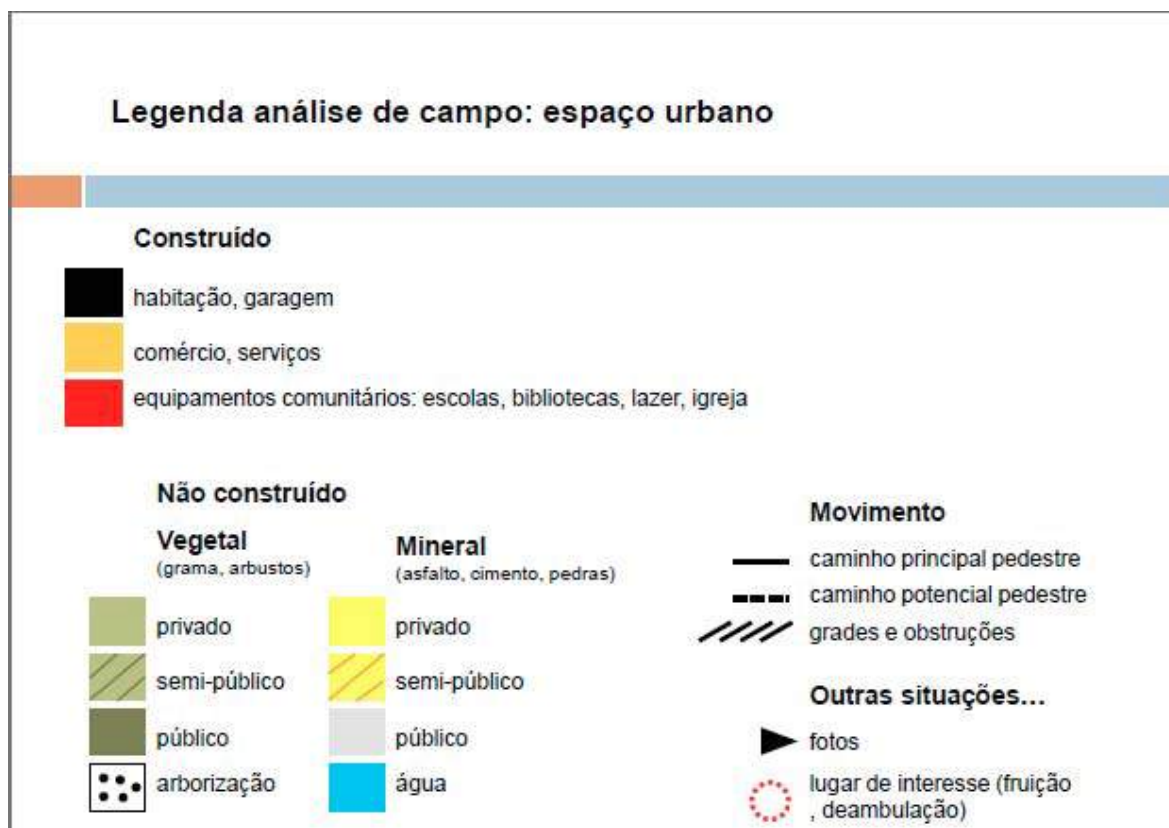 Legenda análise de campo: espaço urbano
Construído
habitação, garagem
comércio, serviços
equipamentos comunitários: escolas, bibliotecas, lazer, igreja
Não construído
Vegetal
(grama, arbustos)
privado
semi-público
público
arborização
Mineral
(asfalto, cimento, pedras)
privado
semi-público
público
água
Movimento
caminho principal pedestre
caminho potencial pedestre
grades e obstruções
Outras situações...
fotos
lugar de interesse (fruição
, deambulação)